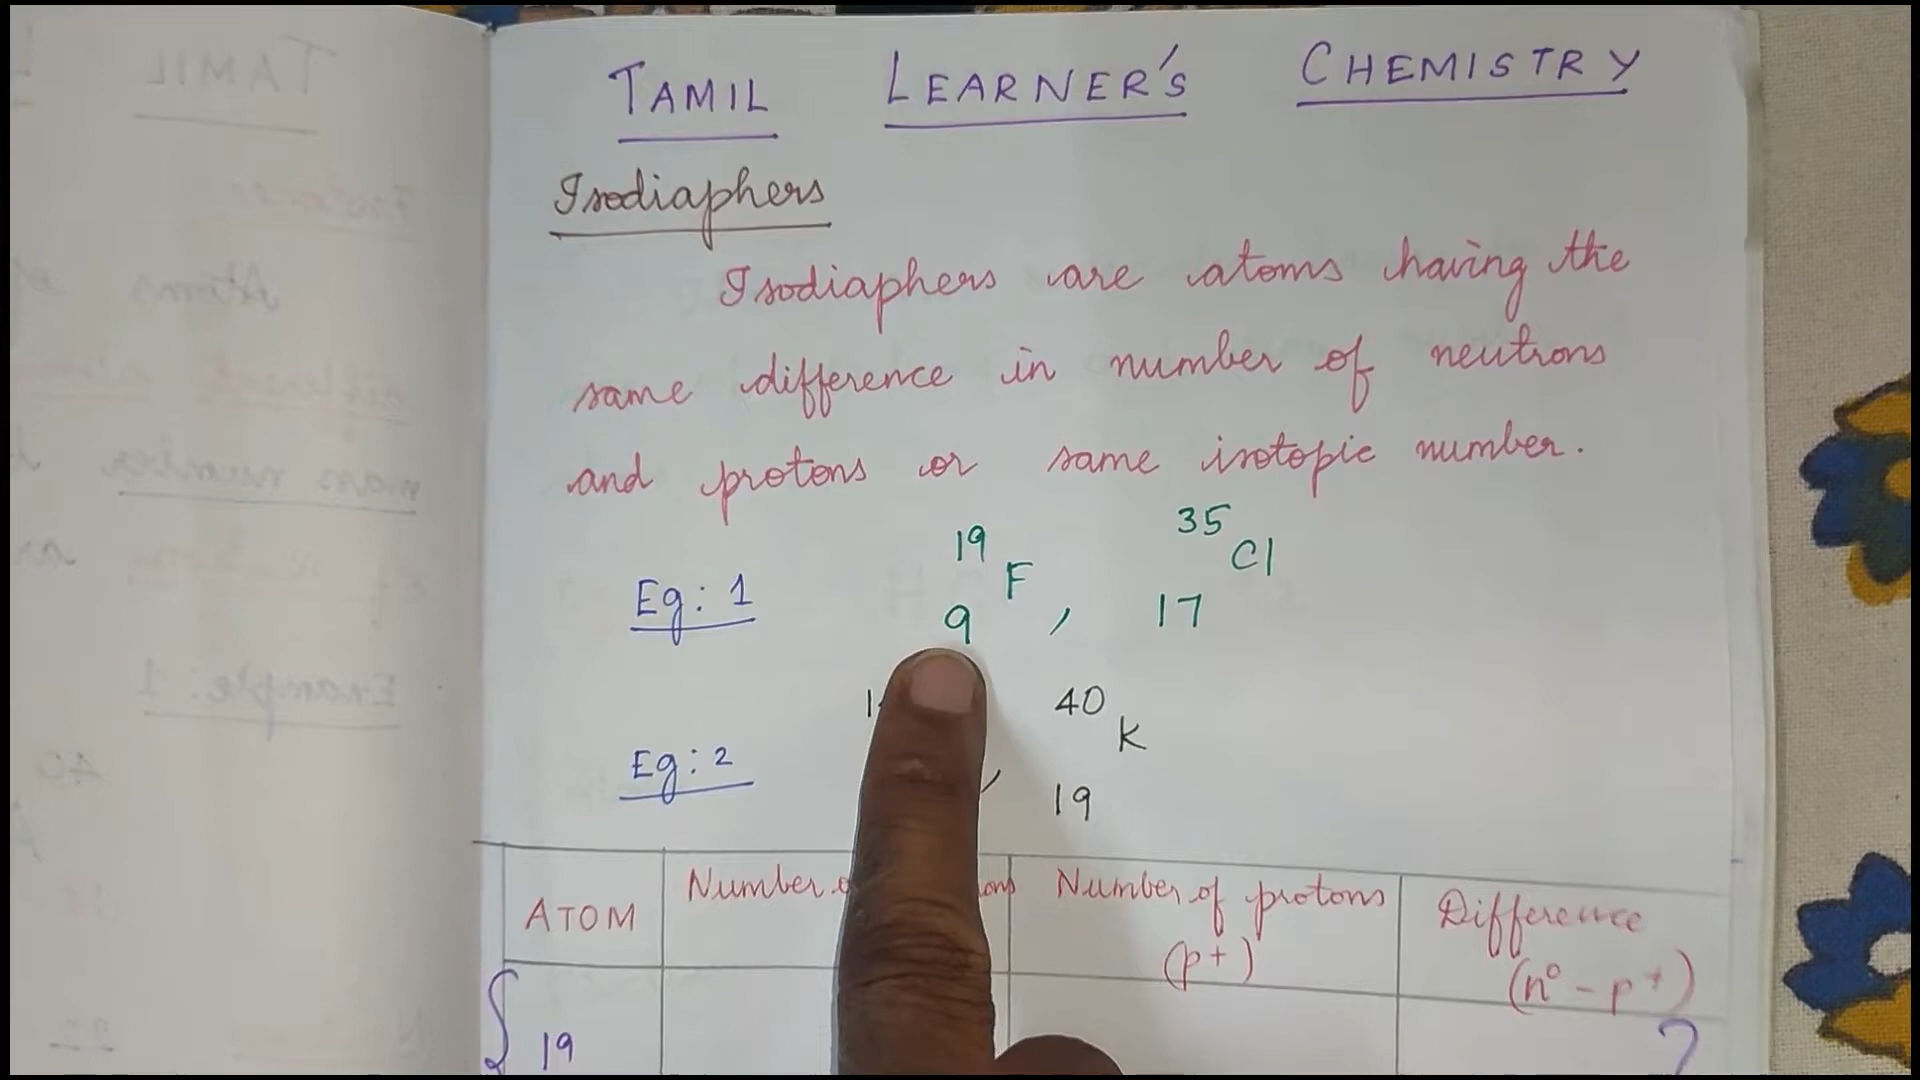 TAMIL LEARNER'S CHEMISTRY
Isodiaphers
Isodiaphers are atoms having the
same difference in number of neutrons
and protons or same isotopic number.
Eg: 1 19 F 9 , 35 Cl 17
Eg: 2 , 40 K 19
ATOM Number Number of protons (p+) Difference (n⁰ - p+)
19